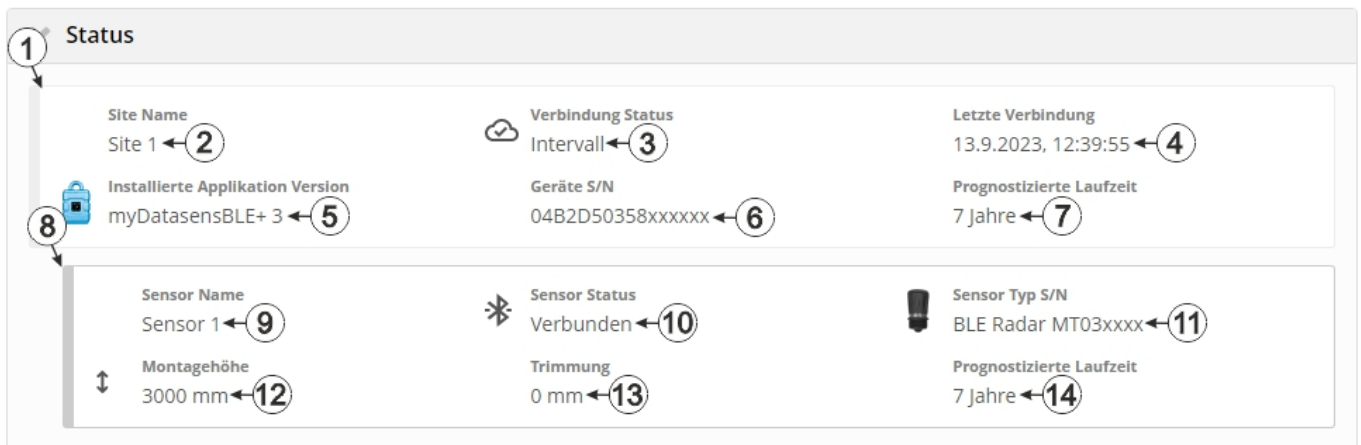 1
Status
Site Name
Site 1 2
Verbindung Status
Intervall 3
Letzte Verbindung
13.9.2023, 12:39:55 4
Installierte Applikation Version
myDatasensBLE+ 3 5
Geräte S/N
04B2D50358xxxxxx 6
Prognostizierte Laufzeit
7 Jahre 7
8
Sensor Name
Sensor 1 9
Sensor Status
Verbunden 10
Sensor Typ S/N
BLE Radar MT03xxxx 11
Montagehöhe
3000 mm 12
Trimmung
0 mm 13
Prognostizierte Laufzeit
7 Jahre 14